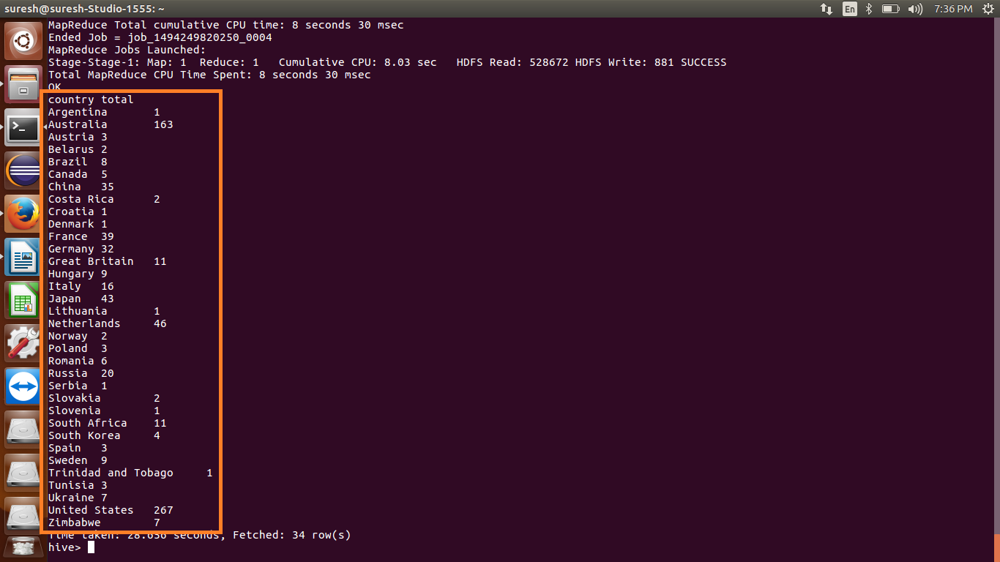 suresh@suresh-Studio-1555: ~
En
7:36 PM
MapReduce Total cumulative CPU time: 8 seconds 30 msec
Ended Job = job_1494249820250_0004
MapReduce Jobs Launched:
Stage-Stage-1: Map: 1  Reduce: 1   Cumulative CPU: 8.03 sec   HDFS Read: 528672 HDFS Write: 881 SUCCESS
Total MapReduce CPU Time Spent: 8 seconds 30 msec
OK
country total
Argentina       1
Australia       163
Austria 3
Belarus 2
Brazil  8
Canada  5
China   35
Costa Rica      2
Croatia 1
Denmark 1
France  39
Germany 32
Great Britain   11
Hungary 9
Italy   16
Japan   43
Lithuania       1
Netherlands     46
Norway  2
Poland  3
Romania 6
Russia  20
Serbia  1
Slovakia        2
Slovenia        1
South Africa    11
South Korea     4
Spain   3
Sweden  9
Trinidad and Tobago     1
Tunisia 3
Ukraine 7
United States   267
Zimbabwe        7
Time taken: 28.656 seconds, Fetched: 34 row(s)
hive>